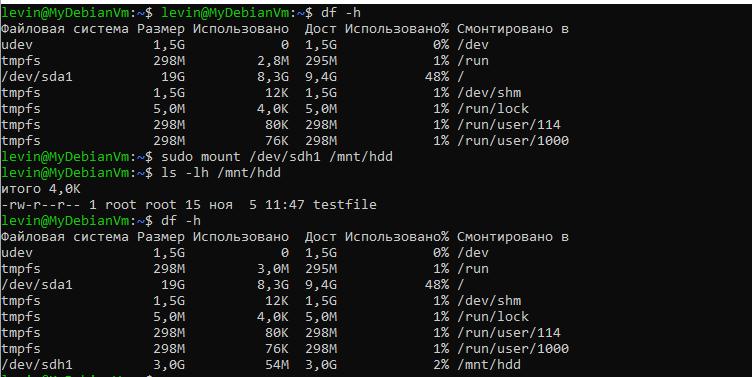 levin@MyDebianVm:~$ levin@MyDebianVm:~$ df -h
Файловая система Размер Использовано  Дост Использовано% Смонтировано в
udev               1,5G            0  1,5G            0% /dev
tmpfs              298M         2,8M  295M            1% /run
/dev/sda1           19G         8,3G  9,4G           48% /
tmpfs              1,5G          12K  1,5G            1% /dev/shm
tmpfs              5,0M         4,0K  5,0M            1% /run/lock
tmpfs              298M          80K  298M            1% /run/user/114
tmpfs              298M          76K  298M            1% /run/user/1000
levin@MyDebianVm:~$ sudo mount /dev/sdh1 /mnt/hdd
levin@MyDebianVm:~$ ls -lh /mnt/hdd
итого 4,0K
-rw-r--r-- 1 root root 15 ноя  5 11:47 testfile
levin@MyDebianVm:~$ df -h
Файловая система Размер Использовано  Дост Использовано% Смонтировано в
udev               1,5G            0  1,5G            0% /dev
tmpfs              298M         3,0M  295M            1% /run
/dev/sda1           19G         8,3G  9,4G           48% /
tmpfs              1,5G          12K  1,5G            1% /dev/shm
tmpfs              5,0M         4,0K  5,0M            1% /run/lock
tmpfs              298M          80K  298M            1% /run/user/114
tmpfs              298M          76K  298M            1% /run/user/1000
/dev/sdh1          3,0G          54M  3,0G            2% /mnt/hdd